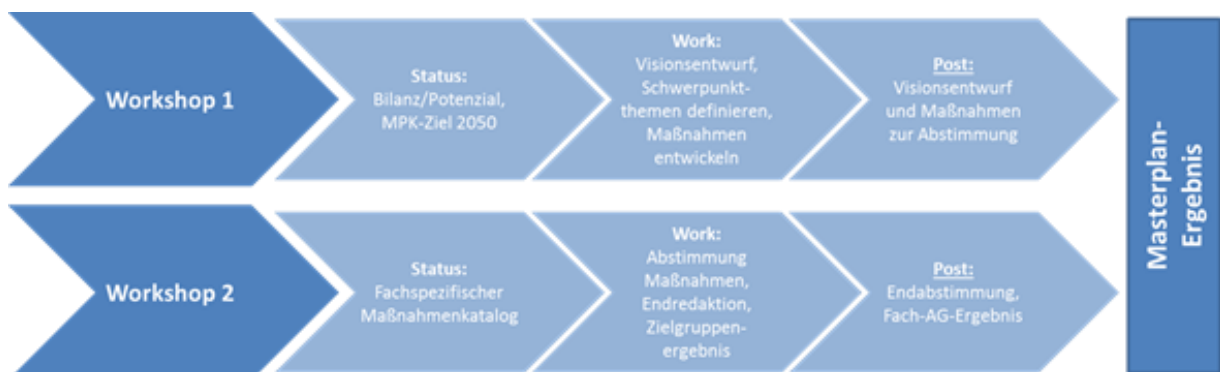 Workshop 1
Status:
Bilanz/Potenzial,
MPK-Ziel 2050
Work:
Visionsentwurf,
Schwerpunkt-
themen definieren,
Maßnahmen
entwickeln
Post:
Visionsentwurf
und Maßnahmen
zur Abstimmung
Workshop 2
Status:
Fachspezifischer
Maßnahmenkatalog
Work:
Abstimmung
Maßnahmen,
Endredaktion,
Zielgruppen-
ergebnis
Post:
Endabstimmung,
Fach-AG-Ergebnis
Masterplan-
Ergebnis